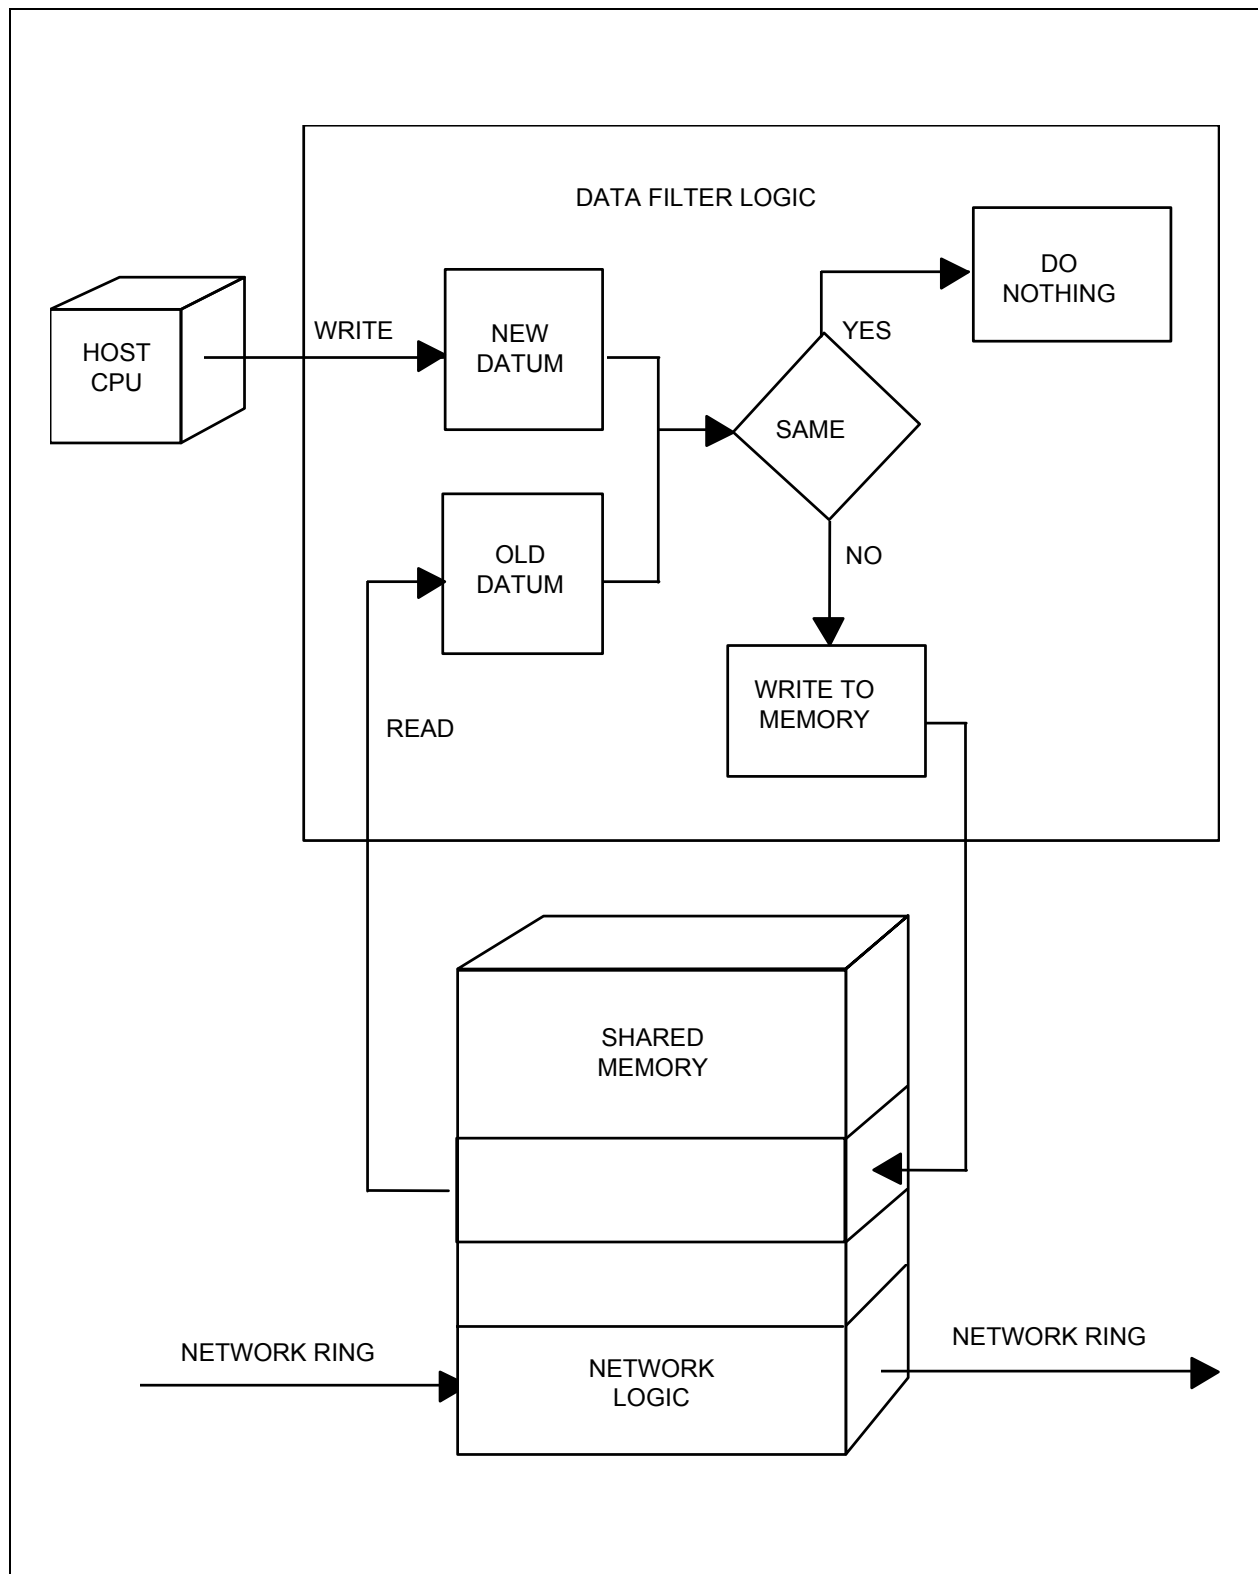 DATA FILTER LOGIC
DO
NOTHING
HOST
CPU
WRITE
NEW
DATUM
YES
SAME
OLD
DATUM
NO
READ
WRITE TO
MEMORY
SHARED
MEMORY
NETWORK RING
NETWORK
LOGIC
NETWORK RING